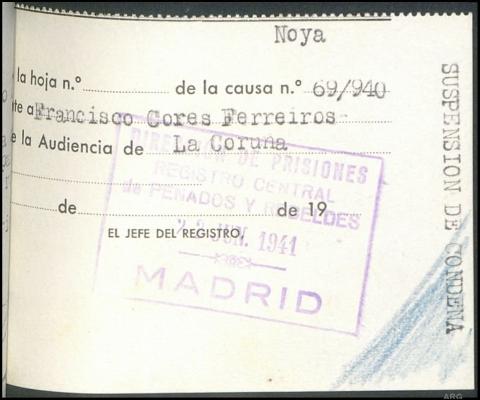 Noya
la hoja n.º de la causa n.º 69/940
te a Francisco Cores Ferreiros
e la Audiencia de La Coruña
DIRECCION DE PRISIONES
REGISTRO CENTRAL
de PENADOS Y REBELDES
de de 19
EL JEFE DEL REGISTRO,
22 JUN. 1941
MADRID
SUSPENSION DE CONDENA
ARG